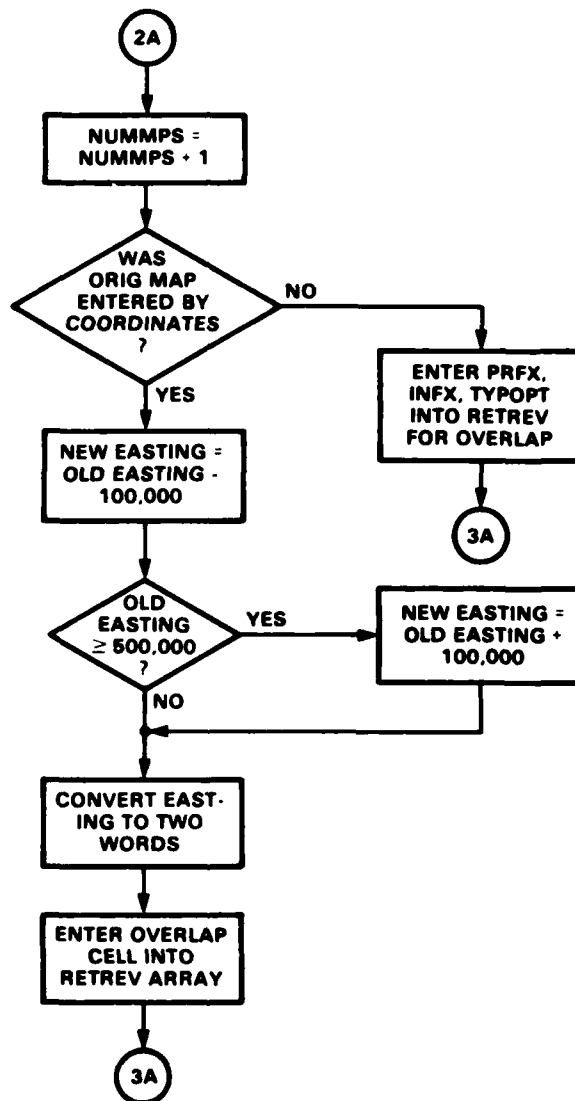 2A
NUMMPS =
NUMMPS + 1
WAS
ORIG MAP
ENTERED BY
COORDINATES
?
NO
YES
ENTER PRFX,
INFX, TYPOPT
INTO RETREV
FOR OVERLAP
3A
NEW EASTING =
OLD EASTING -
100,000
OLD
EASTING
≥ 500,000
?
YES
NO
NEW EASTING =
OLD EASTING +
100,000
CONVERT EAST-
ING TO TWO
WORDS
ENTER OVERLAP
CELL INTO
RETREV ARRAY
3A